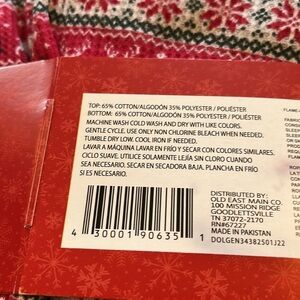 TOP: 65% COTTON/ALGODÓN 35% POLYESTER / POLIÉSTER
BOTTOM: 65% COTTON/ALGODÓN 35% POLYESTER / POLIÉSTER
MACHINE WASH COLD WASH AND DRY WITH LIKE COLORS.
GENTLE CYCLE. USE ONLY NON CHLORINE BLEACH WHEN NEEDED.
TUMBLE DRY LOW. COOL IRON IF NEEDED.
LAVAR A MÁQUINA LAVAR EN FRÍO Y SECAR CON COLORES SIMILARES.
CICLO SUAVE, UTILICE SOLAMENTE LEJÍA SIN CLORO CUANDO
SEA NECESARIO. SECAR EN SECADORA BAJA. PLANCHA EN FRÍO
SI ES NECESARIO.
DISTRIBUTED BY:
OLD EAST MAIN CO.
100 MISSION RIDGE
GOODLETTSVILLE
TN 37072-2170
RN#67227
MADE IN PAKISTAN
DOLGEN34382S01J22
4 30001 90635 1